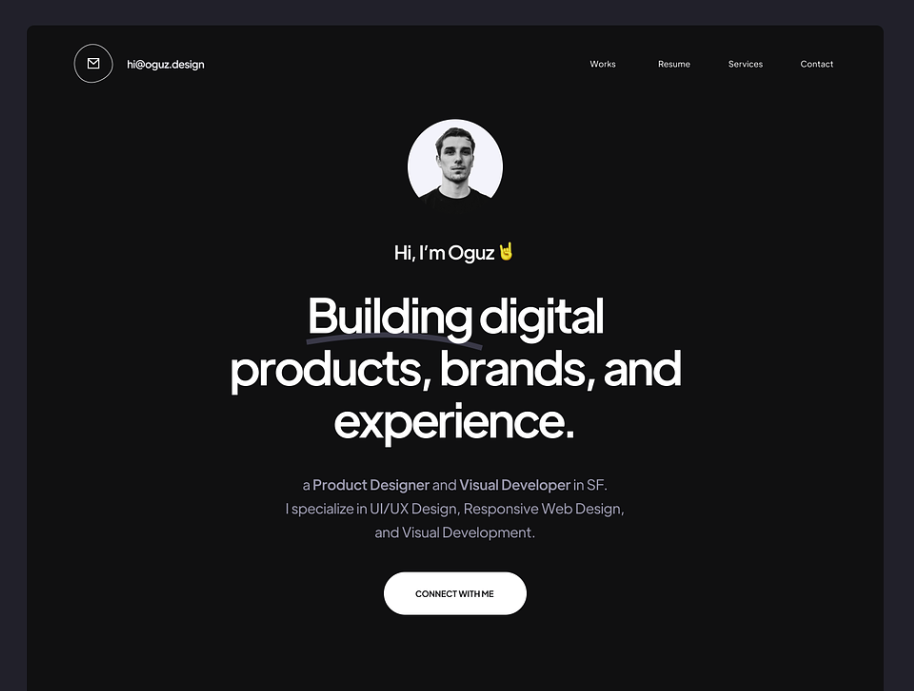 hi@oguz.design
Works
Resume
Services
Contact
Hi, I’m Oguz 🤘
Building digital
products, brands, and
experience.
a Product Designer and Visual Developer in SF.
I specialize in UI/UX Design, Responsive Web Design,
and Visual Development.
CONNECT WITH ME